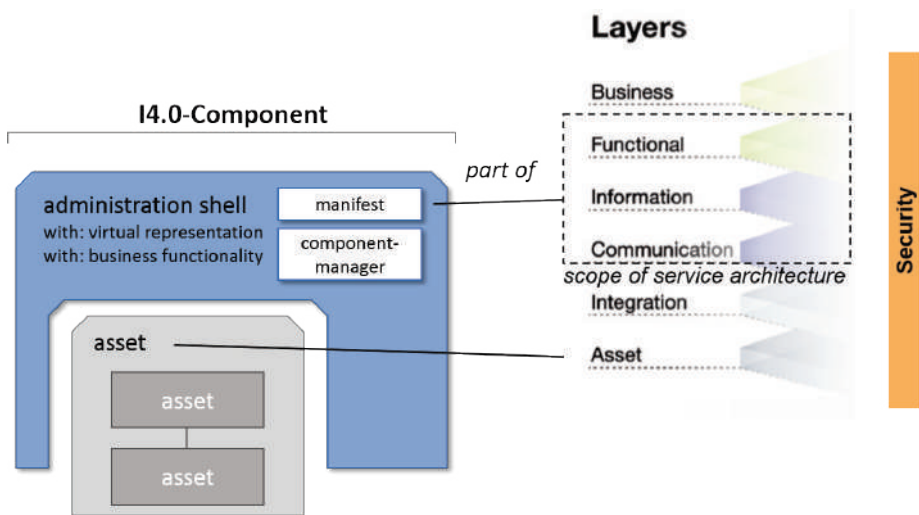 I4.0-Component
administration shell
with: virtual representation
with: business functionality
manifest
component-
manager
asset
asset
asset
part of
Layers
Business
Functional
Information
Communication
scope of service architecture
Integration
Asset
Security